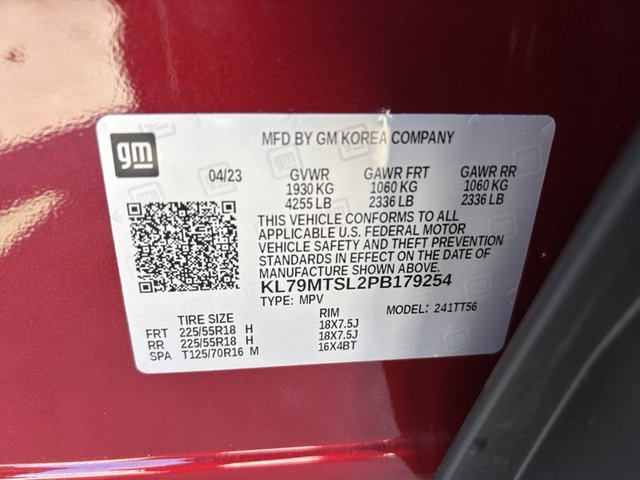 gm
MFD BY GM KOREA COMPANY
04/23 GVWR GAWR FRT GAWR RR
1930 KG 1060 KG 1060 KG
4255 LB 2336 LB 2336 LB
THIS VEHICLE CONFORMS TO ALL
APPLICABLE U.S. FEDERAL MOTOR
VEHICLE SAFETY AND THEFT PREVENTION
STANDARDS IN EFFECT ON THE DATE OF
MANUFACTURE SHOWN ABOVE.
KL79MTSL2PB179254
TYPE: MPV MODEL: 241TT56
TIRE SIZE RIM
FRT 225/55R18 H 18X7.5J
RR 225/55R18 H 18X7.5J
SPA T125/70R16 M 16X4BT